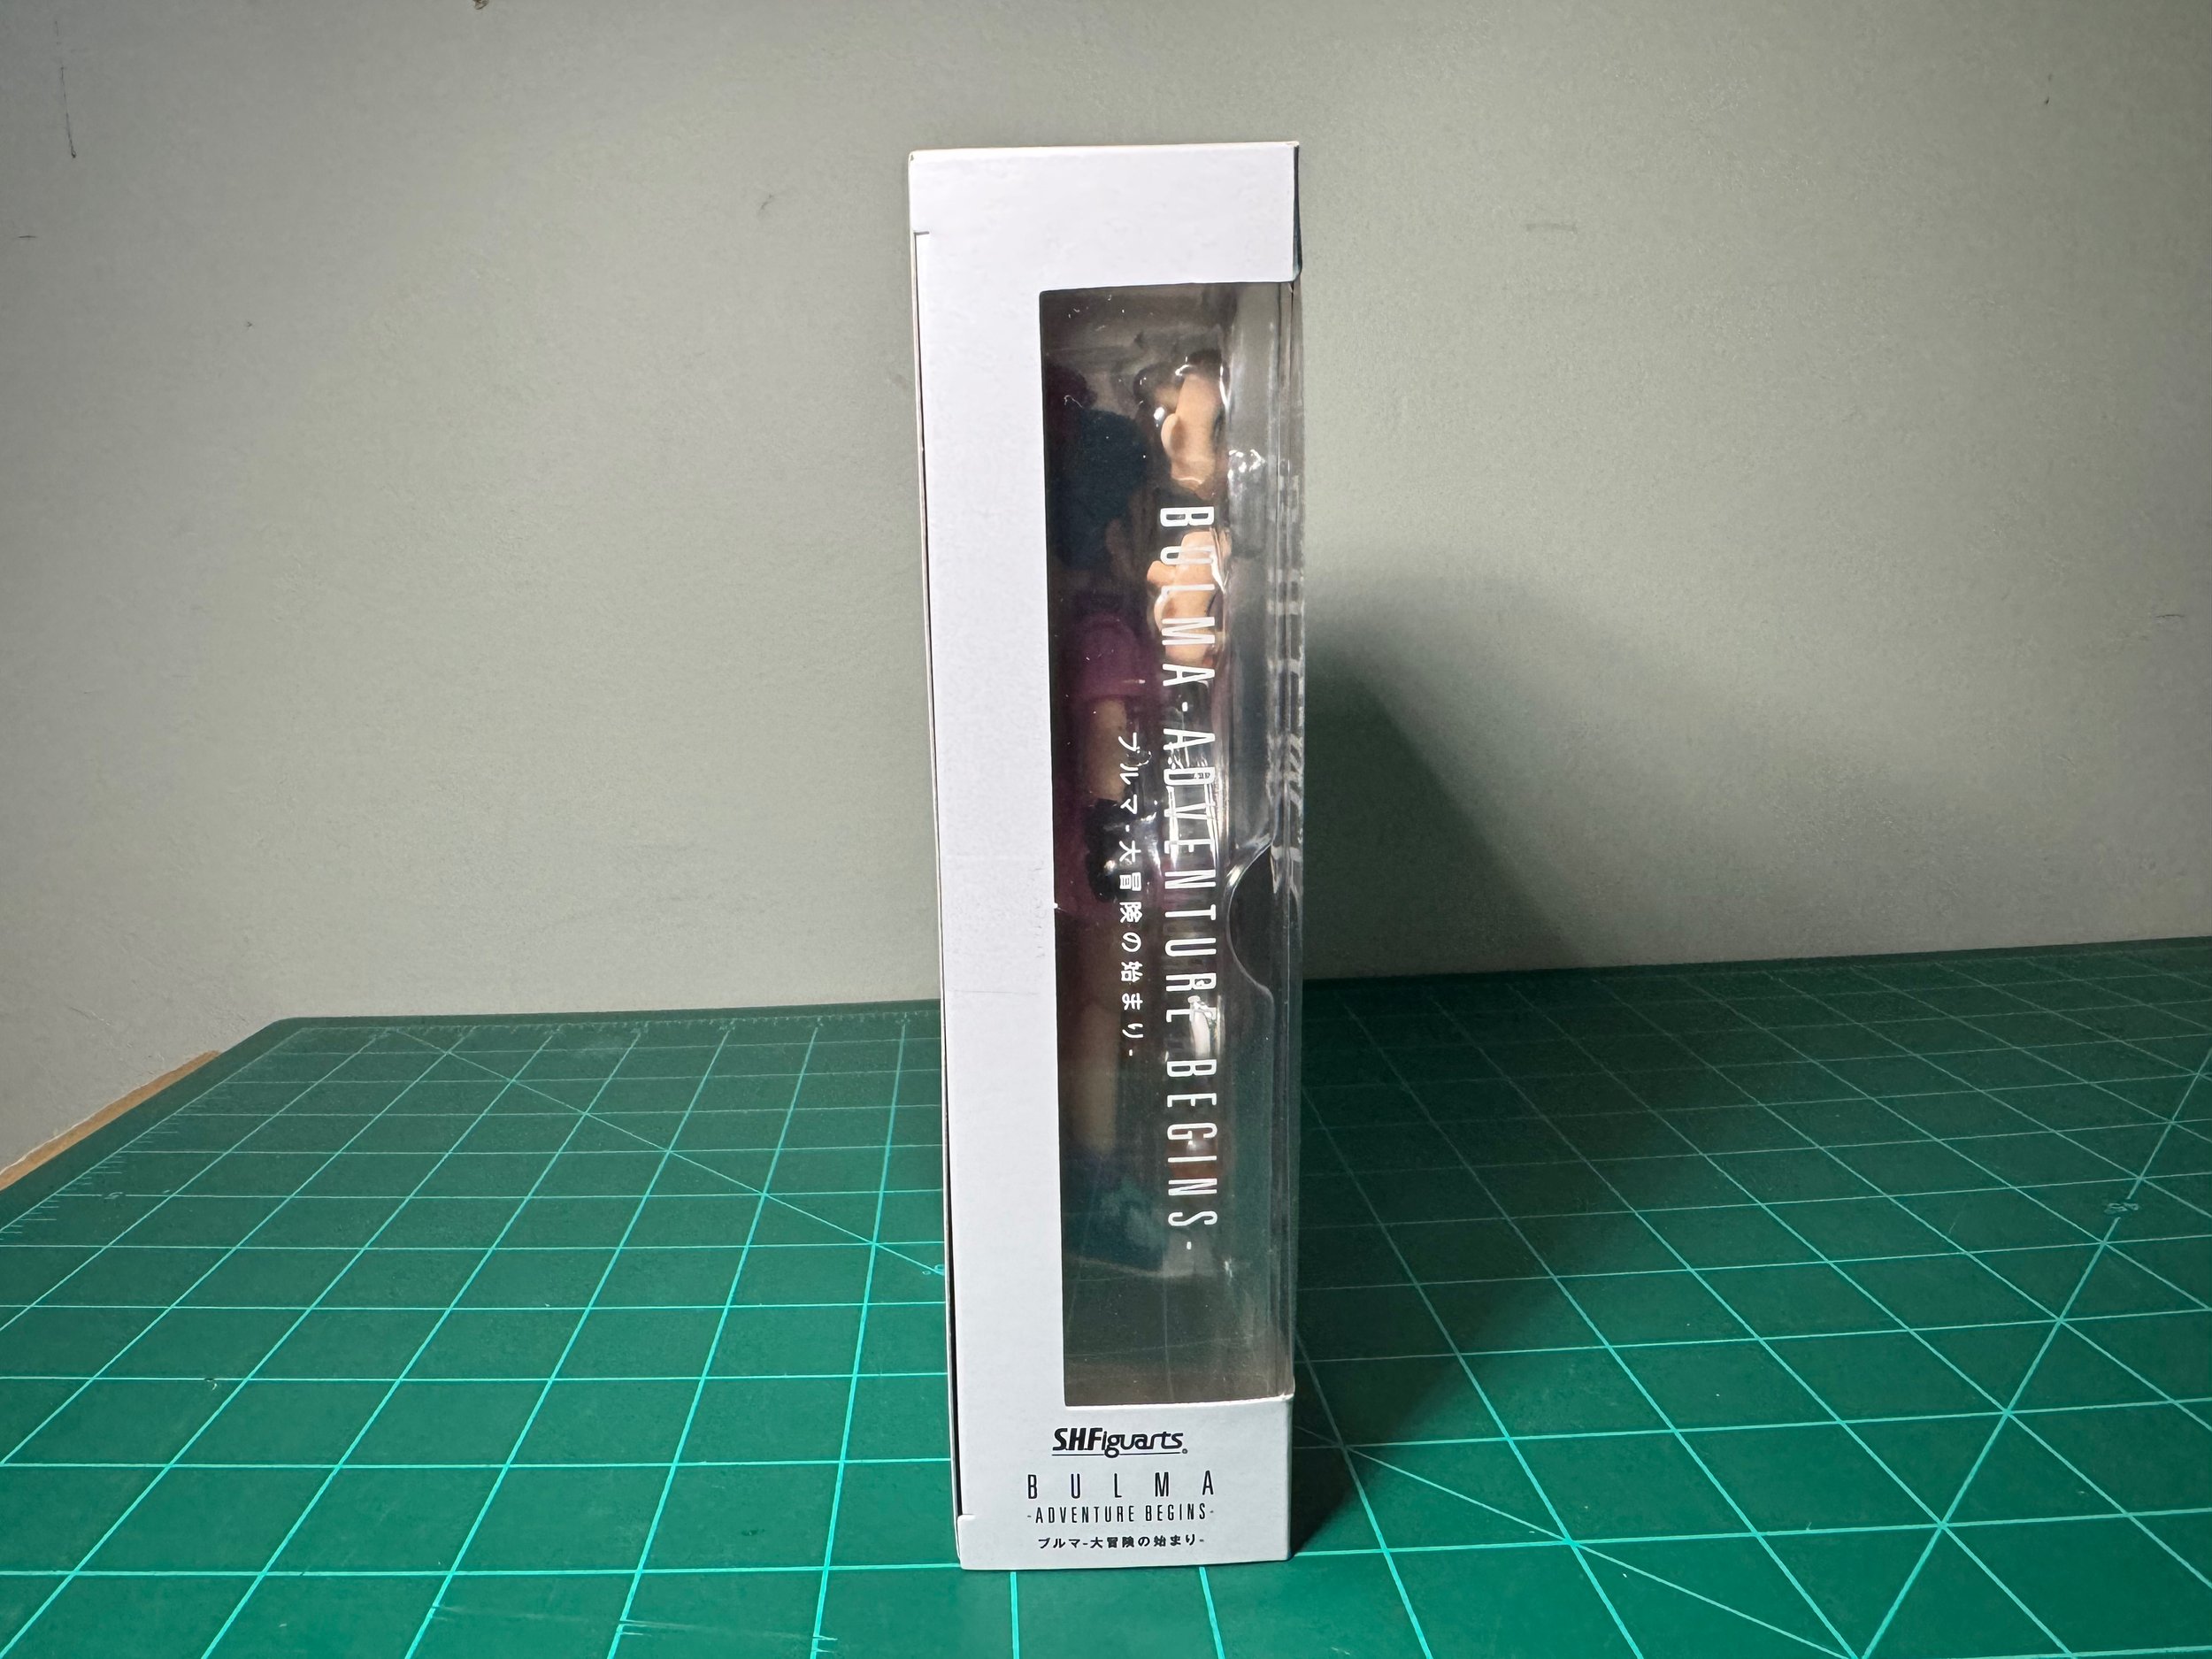 BULMA-ADVENTURE BEGINS-
ブルマ-大冒険の始まり-
S.H.Figuarts
BULMA
-ADVENTURE BEGINS-
ブルマ-大冒険の始まり-